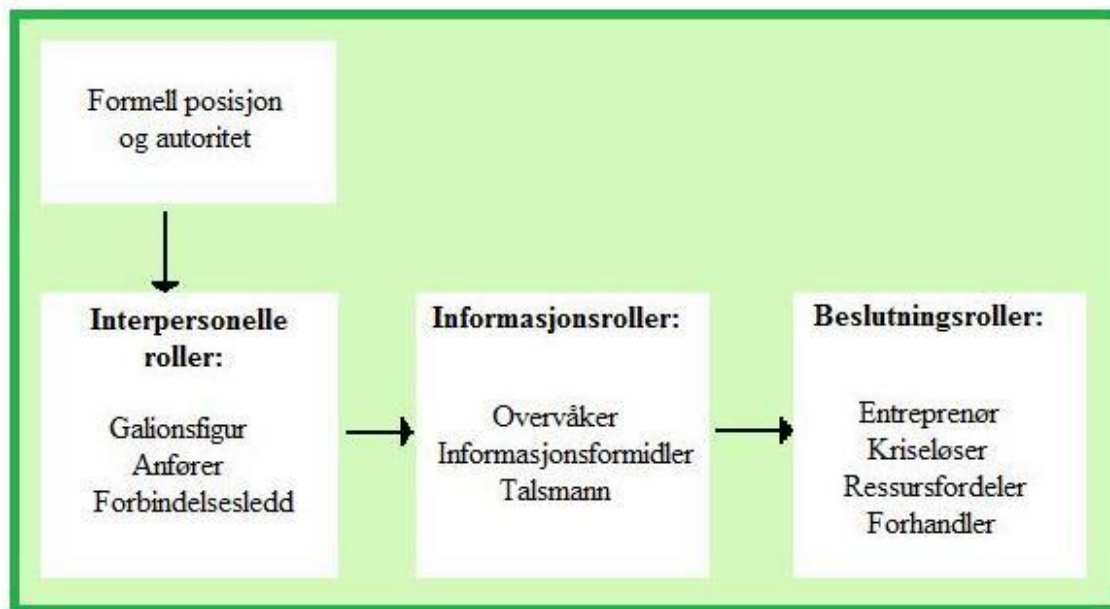 Formell posisjon
og autoritet
Interpersonelle
roller:
Galionsfigur
Anfører
Forbindelsesledd
Informasjonsroller:
Overvåker
Informasjonsformidler
Talsmann
Beslutningsroller:
Entreprenør
Kriseløser
Ressursfordeler
Forhandler